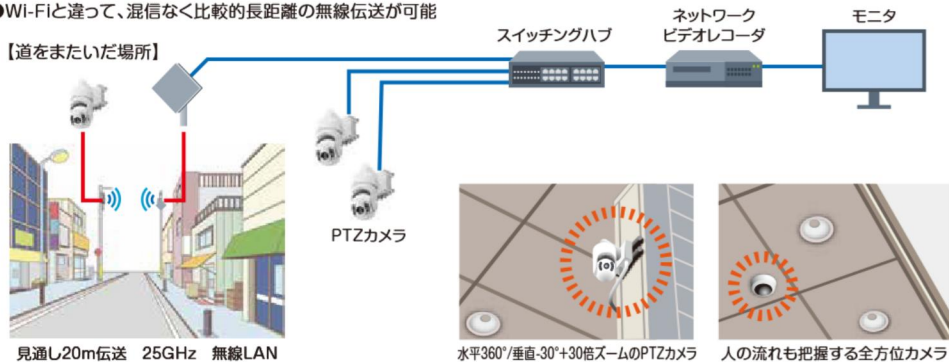 ●Wi-Fiと違って、混信なく比較的長距離の無線伝送が可能
【道をまたいだ場所】
スイッチングハブ
ネットワーク
ビデオレコーダ
モニタ
PTZカメラ
見通し20m伝送 25GHz 無線LAN
水平360°/垂直-30°+30倍ズームのPTZカメラ
人の流れも把握する全方位カメラ